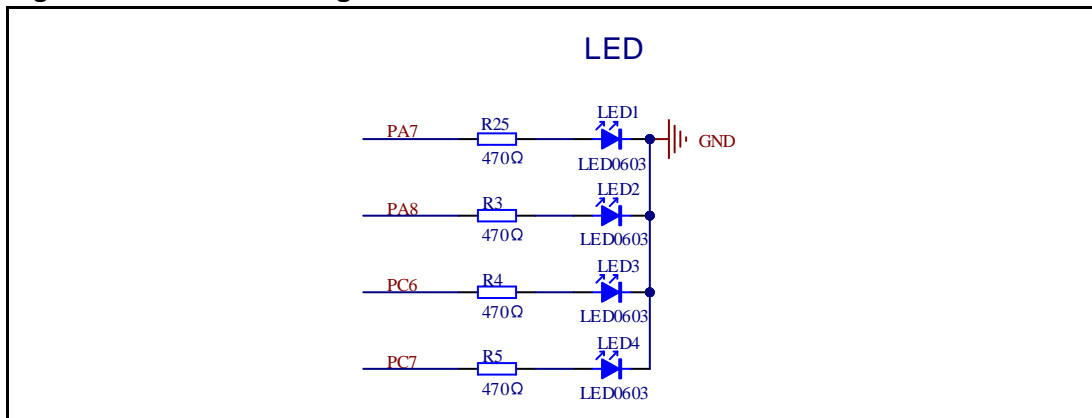 LED
LED1
PA7
R25
GND
470Ω
LED0603
LED2
PA8
R3
470Ω
LED0603
LED3
PC6
R4
470Ω
LED0603
LED4
PC7
R5
470Ω
LED0603